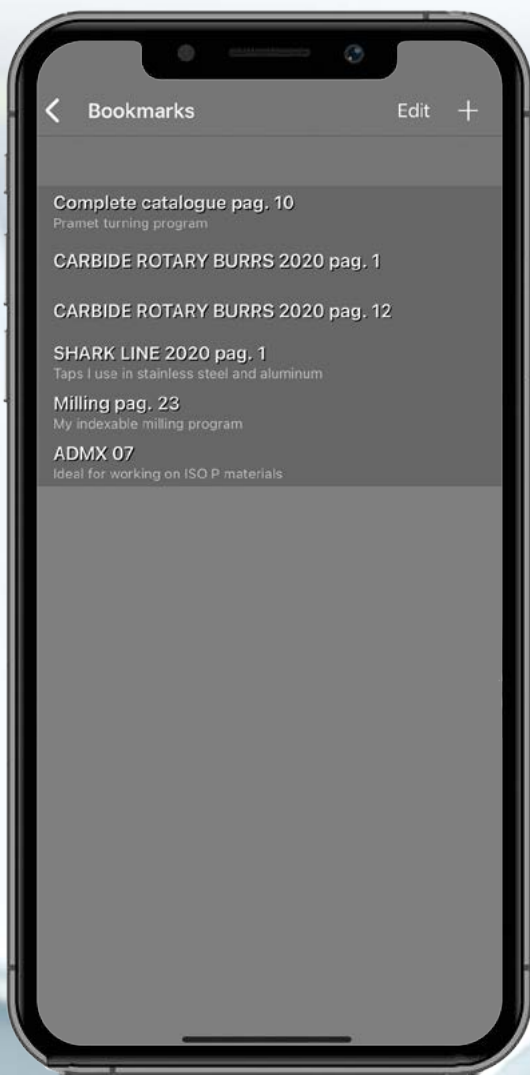 Bookmarks Edit +
Complete catalogue pag. 10
Pramet turning program
CARBIDE ROTARY BURRS 2020 pag. 1
CARBIDE ROTARY BURRS 2020 pag. 12
SHARK LINE 2020 pag. 1
Taps I use in stainless steel and aluminum
Milling pag. 23
My indexable milling program
ADMX 07
Ideal for working on ISO P materials